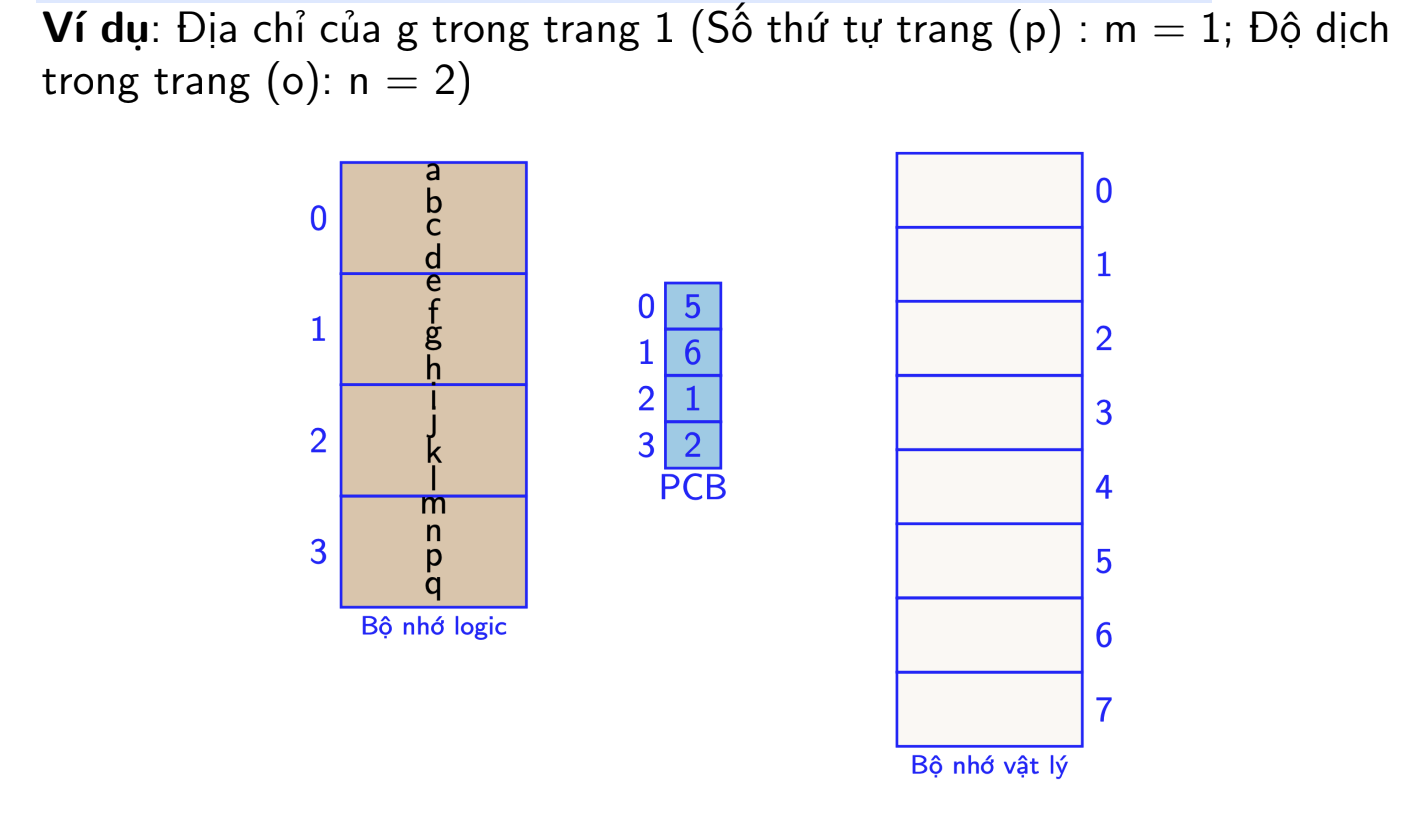 Ví dụ: Địa chỉ của g trong trang 1 (Số thứ tự trang (p) : m = 1; Độ dịch
trong trang (o): n = 2)
0
a
b
c
d
1
e
f
g
h
2
i
j
k
l
3
m
n
p
q
Bộ nhớ logic
0 5
1 6
2 1
3 2
PCB
0
1
2
3
4
5
6
7
Bộ nhớ vật lý